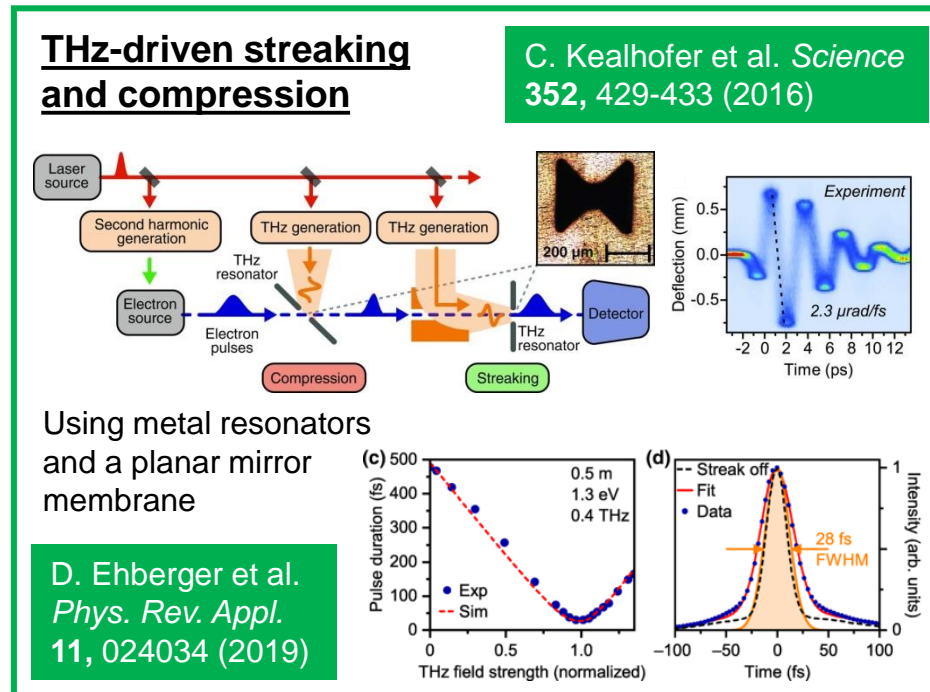 THz-driven streaking
and compression
C. Kealhofer et al. Science
352, 429-433 (2016)
Laser
source
Second harmonic
generation
THz generation
THz generation
THz
resonator
Electron
source
Electron
pulses
Compression
THz
resonator
Streaking
Detector
200 µm
Experiment
2.3 µrad/fs
Deflection (mm)
0.5
0.0
-0.5
-2 0 2 4 6 8 10 12
Time (ps)
Using metal resonators
and a planar mirror
membrane
D. Ehberger et al.
Phys. Rev. Appl.
11, 024034 (2019)
(c)
Pulse duration (fs)
500
400
300
200
100
0
0.5 m
1.3 eV
0.4 THz
Exp
Sim
0.0 0.5 1.0
THz field strength (normalized)
(d)
Streak off
Fit
Data
28 fs
FWHM
1
0
Intensity (arb. units)
−100 −50 0 50 100
Time (fs)